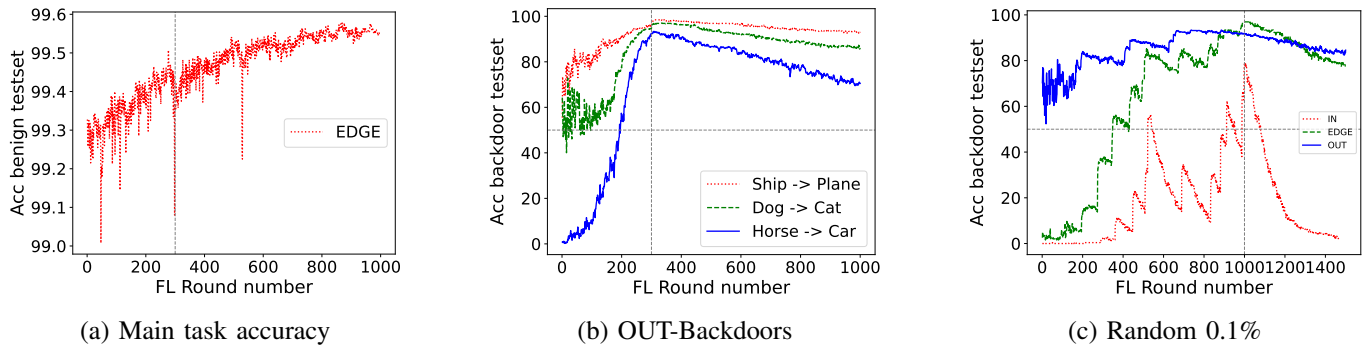 99.6
99.5
99.4
99.3
99.2
99.1
99.0
Acc benign testset
EDGE
0 200 400 600 800 1000
FL Round number
(a) Main task accuracy
100
80
60
40
20
0
Acc backdoor testset
Ship -> Plane
Dog -> Cat
Horse -> Car
0 200 400 600 800 1000
FL Round number
(b) OUT-Backdoors
100
80
60
40
20
0
Acc backdoor testset
IN
EDGE
OUT
0 200 400 600 800 100012001400
FL Round number
(c) Random 0.1%